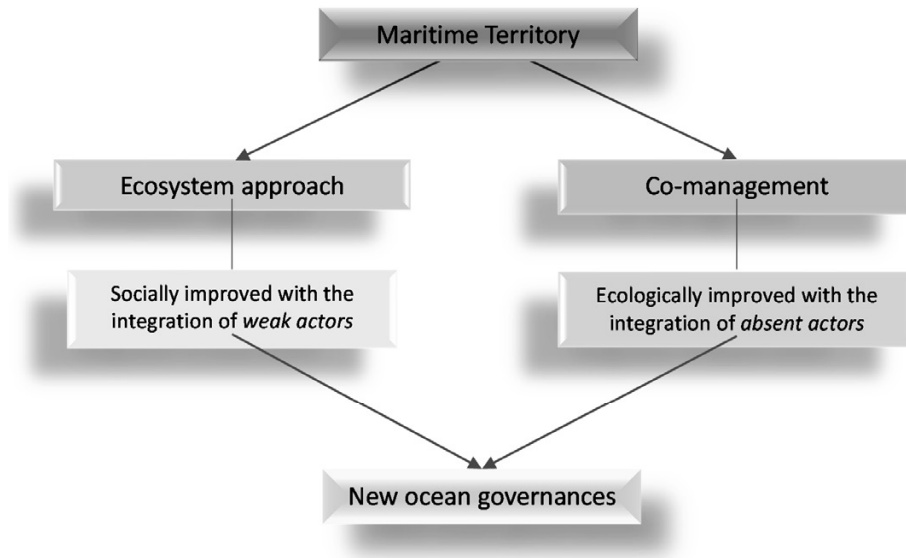 Maritime Territory
Ecosystem approach
Co-management
Socially improved with the
integration of weak actors
Ecologically improved with the
integration of absent actors
New ocean governances